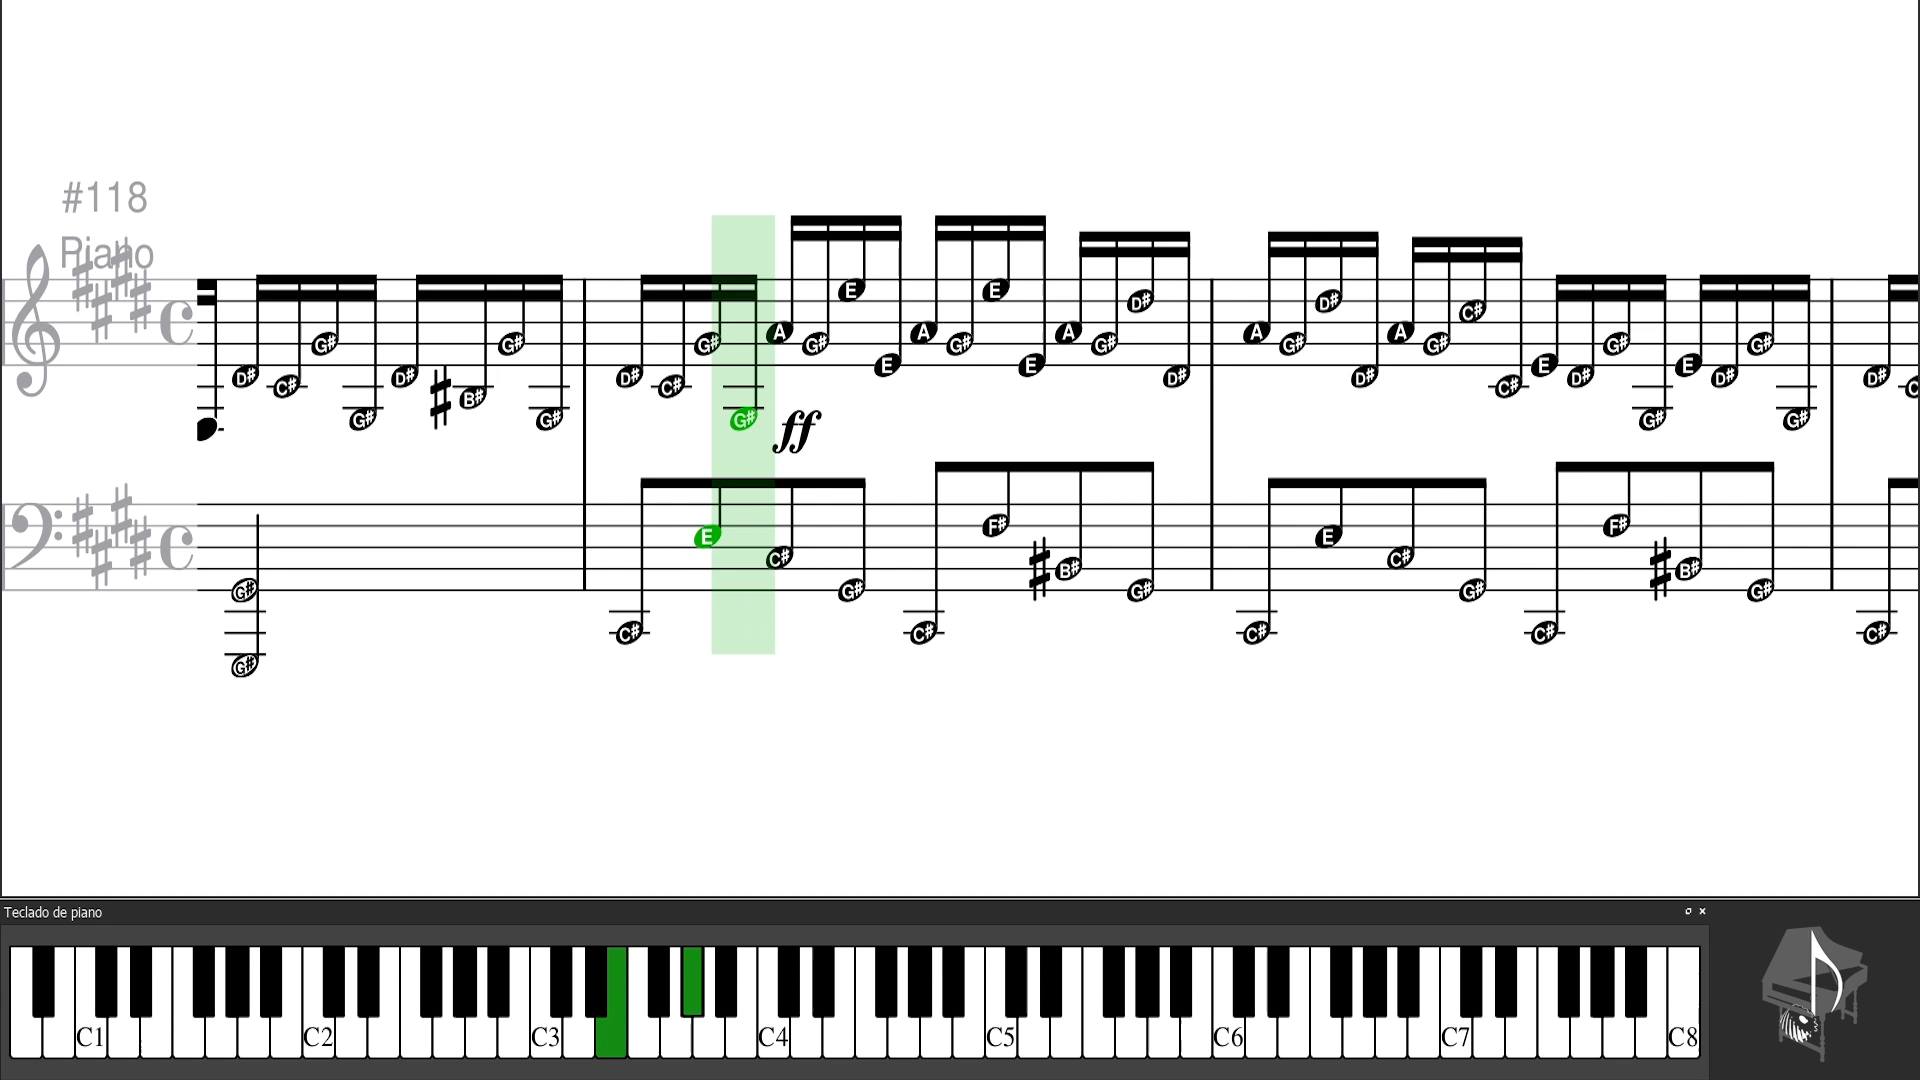 #118
Piano
E E
A A A D#
A D# A C#
G# G# G# G# G# G# G# G# G# G#
D# C# D# D# C# E E D# D# C# E D# E D# D# C
B#
G# G# G# G# G#
ff
E F# E F#
C# B# C# B#
G# G# G# G# G#
C# C# C# C# C#
G#
Teclado de piano
C1 C2 C3 C4 C5 C6 C7 C8